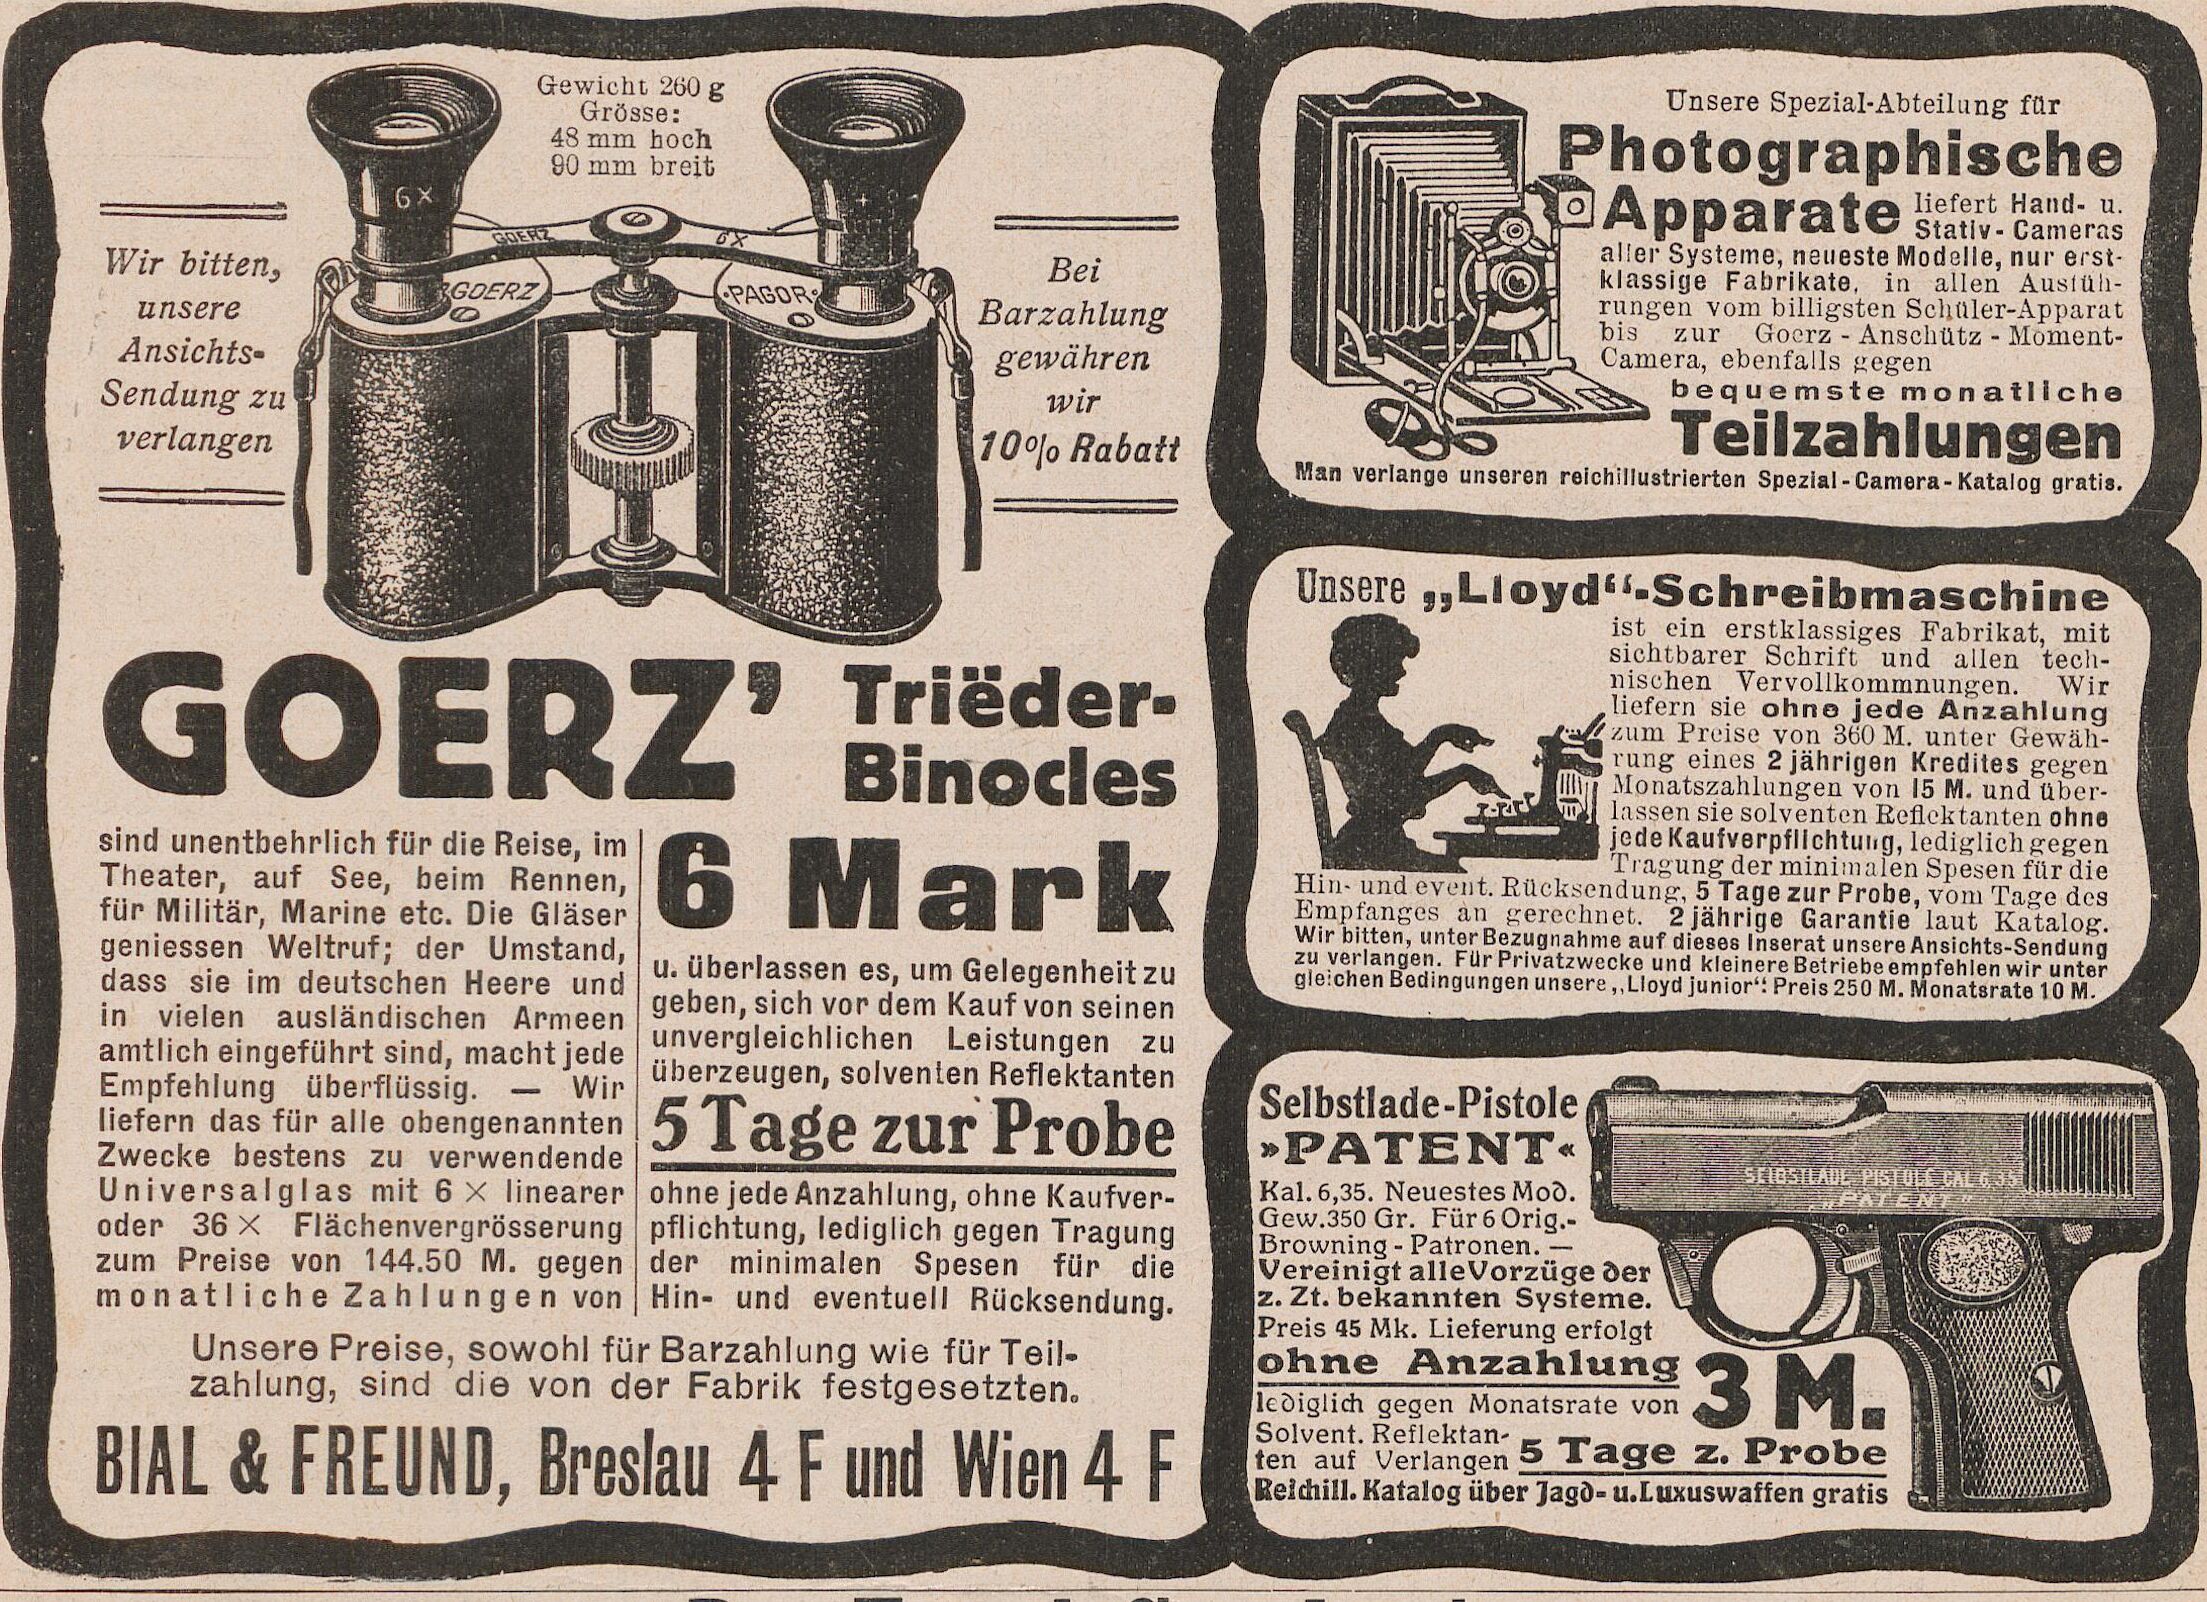 Gewicht 260 g
Grösse:
48 mm hoch
90 mm breit
6×
GOERZ
6×
GOERZ
PAGOR
Wir bitten,
unsere
Ansichts-
Sendung zu
verlangen
Bei
Barzahlung
gewähren
wir
10% Rabatt
GOERZ' Triëder-
Binocles
sind unentbehrlich für die Reise, im
Theater, auf See, beim Rennen,
für Militär, Marine etc. Die Gläser
geniessen Weltruf; der Umstand,
dass sie im deutschen Heere und
in vielen ausländischen Armeen
amtlich eingeführt sind, macht jede
Empfehlung überflüssig. — Wir
liefern das für alle obengenannten
Zwecke bestens zu verwendende
Universalglas mit 6 × linearer
oder 36 × Flächenvergrösserung
zum Preise von 144.50 M. gegen
monatliche Zahlungen von
6 Mark
u. überlassen es, um Gelegenheit zu
geben, sich vor dem Kauf von seinen
unvergleichlichen Leistungen zu
überzeugen, solventen Reflektanten
5 Tage zur Probe
ohne jede Anzahlung, ohne Kaufver-
pflichtung, lediglich gegen Tragung
der minimalen Spesen für die
Hin- und eventuell Rücksendung.
Unsere Preise, sowohl für Barzahlung wie für Teil-
zahlung, sind die von der Fabrik festgesetzten.
BIAL & FREUND, Breslau 4 F und Wien 4 F
Unsere Spezial-Abteilung für
Photographische
Apparate liefert Hand- u.
Stativ-Cameras
aller Systeme, neueste Modelle, nur erst-
klassige Fabrikate, in allen Ausfüh-
rungen vom billigsten Schüler-Apparat
bis zur Goerz-Anschütz-Moment-
Camera, ebenfalls gegen
bequemste monatliche
Teilzahlungen
Man verlange unseren reichillustrierten Spezial-Camera-Katalog gratis.
Unsere „Lloyd“-Schreibmaschine
ist ein erstklassiges Fabrikat, mit
sichtbarer Schrift und allen tech-
nischen Vervollkommnungen. Wir
liefern sie ohne jede Anzahlung
zum Preise von 360 M. unter Gewäh-
rung eines 2 jährigen Kredites gegen
Monatszahlungen von 15 M. und über-
lassen sie solventen Reflektanten ohne
jede Kaufverpflichtung, lediglich gegen
Tragung der minimalen Spesen für die
Hin- und event. Rücksendung, 5 Tage zur Probe, vom Tage des
Empfanges an gerechnet. 2 jährige Garantie laut Katalog.
Wir bitten, unter Bezugnahme auf dieses Inserat unsere Ansichts-Sendung
zu verlangen. Für Privatzwecke und kleinere Betriebe empfehlen wir unter
gleichen Bedingungen unsere „Lloyd junior“: Preis 250 M. Monatsrate 10 M.
Selbstlade-Pistole
»PATENT«
Kal. 6,35. Neuestes Mod.
Gew. 350 Gr. Für 6 Orig.-
Browning-Patronen. —
Vereinigt alle Vorzüge der
z. Zt. bekannten Systeme.
Preis 45 Mk. Lieferung erfolgt
ohne Anzahlung
lediglich gegen Monatsrate von 3 M.
Solvent. Reflektan-
ten auf Verlangen 5 Tage z. Probe
Reichill. Katalog über Jagd- u. Luxuswaffen gratis
SELBSTLADE-PISTOLE CAL 6,35
„PATENT“